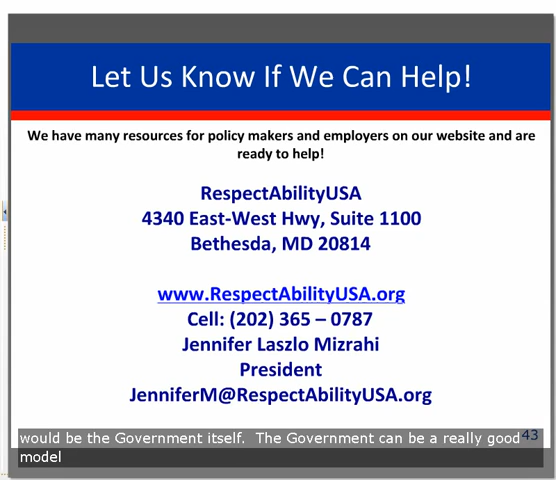 Let Us Know If We Can Help!
We have many resources for policy makers and employers on our website and are
ready to help!
RespectAbilityUSA
4340 East-West Hwy, Suite 1100
Bethesda, MD 20814
www.RespectAbilityUSA.org
Cell: (202) 365 – 0787
Jennifer Laszlo Mizrahi
President
JenniferM@RespectAbilityUSA.org
would be the Government itself.  The Government can be a really good
43
model